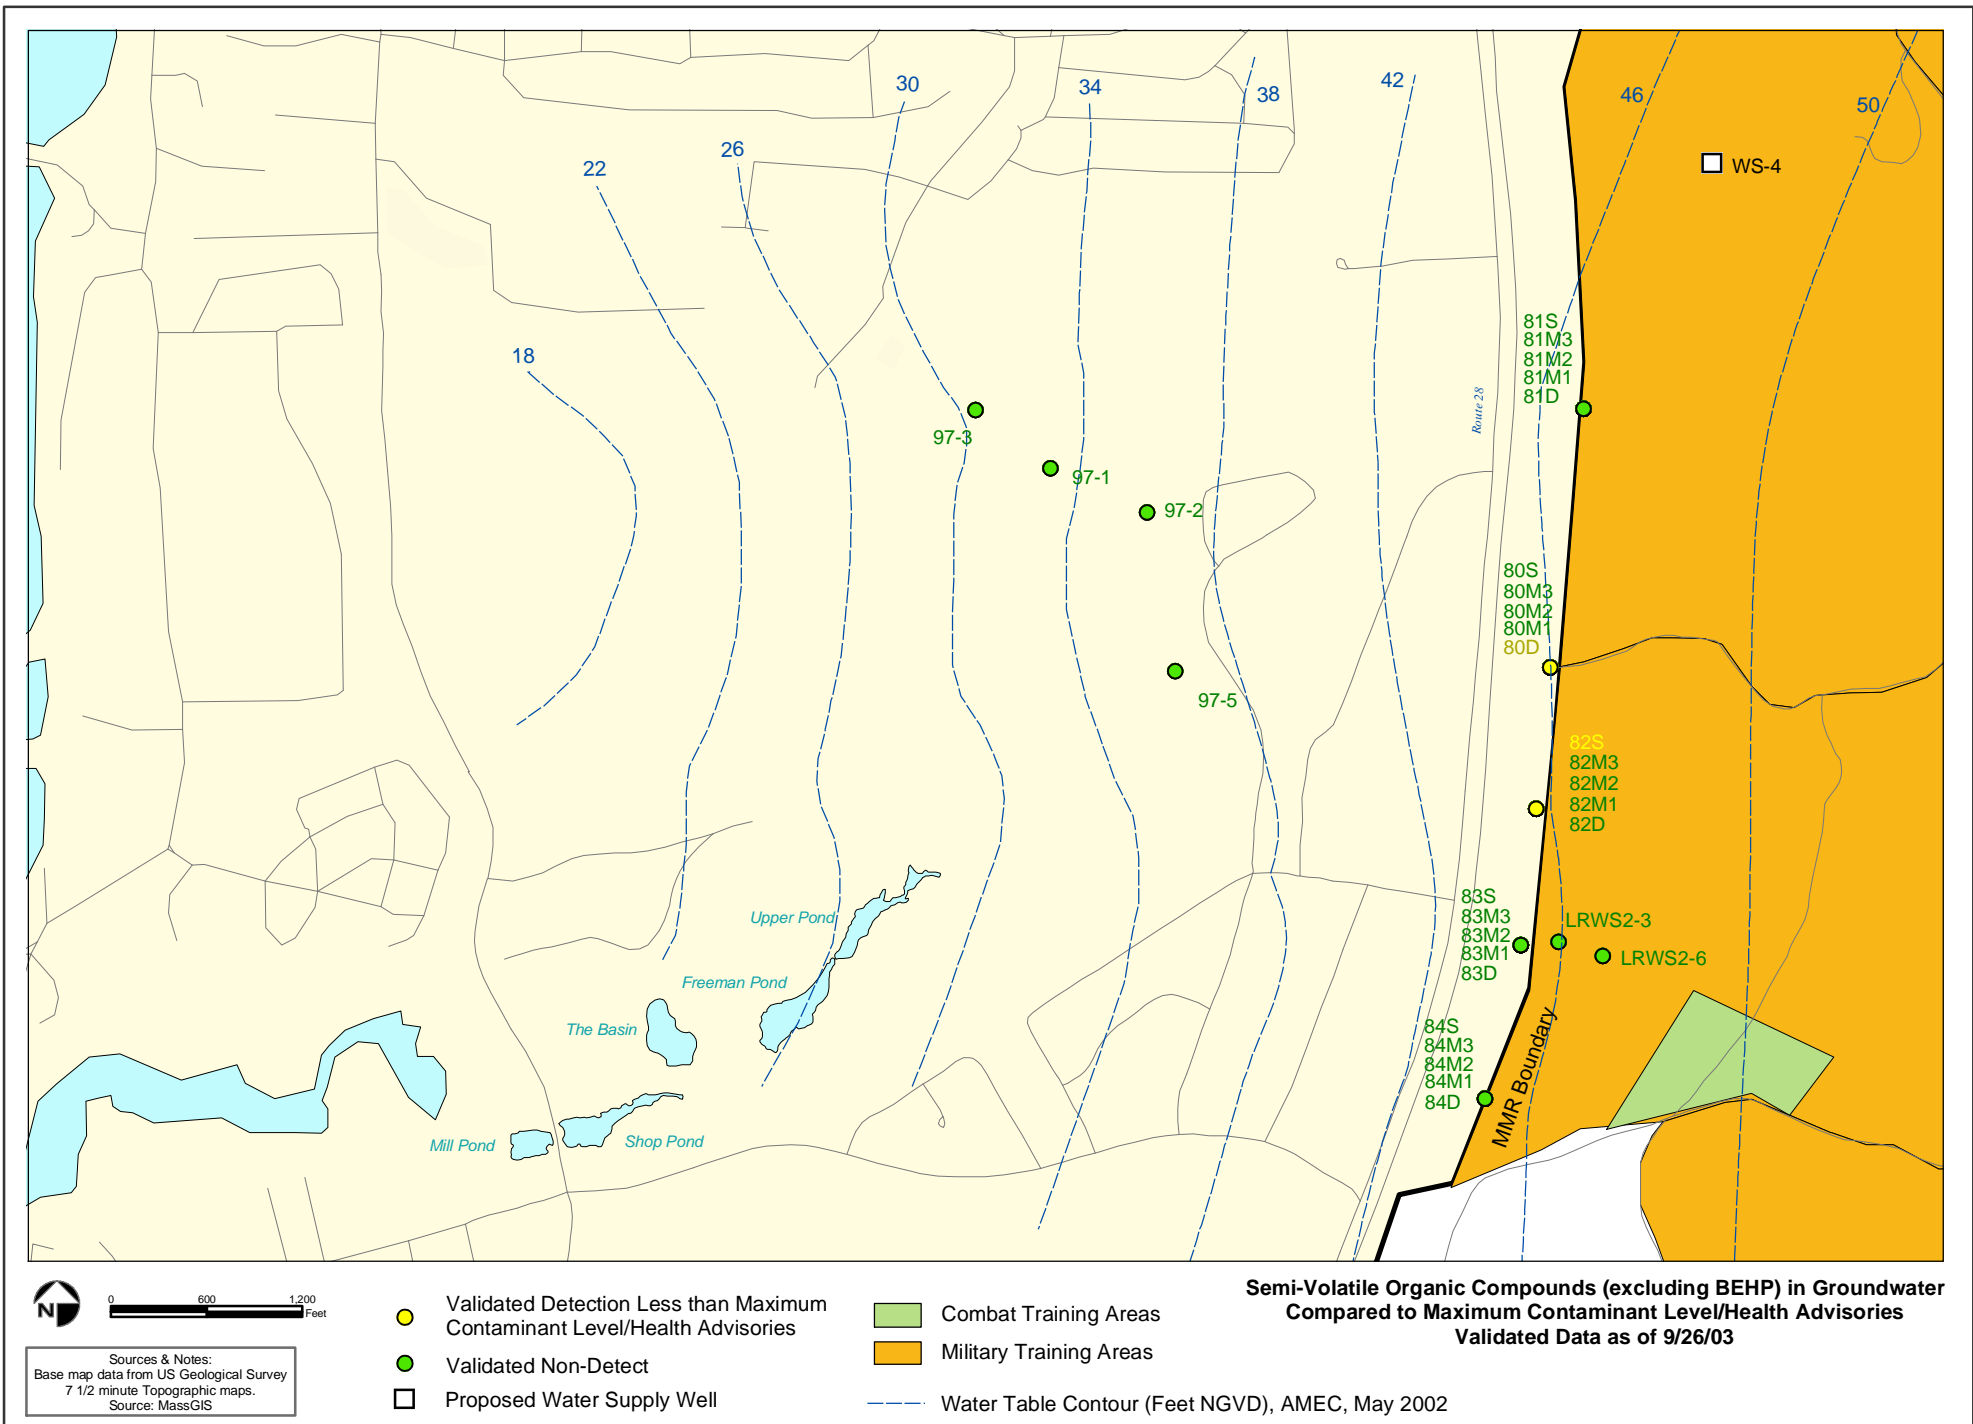 30
34
38
42
46
50
22
26
WS-4
18
81S
81M3
81M2
81M1
81D
Route 28
97-3
97-1
97-2
80S
80M3
80M2
80M1
80D
97-5
82S
82M3
82M2
82M1
82D
83S
83M3
83M2
83M1
83D
LRWS2-3
LRWS2-6
Upper Pond
Freeman Pond
The Basin
84S
84M3
84M2
84M1
84D
MMR Boundary
Mill Pond
Shop Pond
N
0 600 1,200
Feet
Sources & Notes:
Base map data from US Geological Survey
7 1/2 minute Topographic maps.
Source: MassGIS
Validated Detection Less than Maximum
Contaminant Level/Health Advisories
Validated Non-Detect
Proposed Water Supply Well
Combat Training Areas
Military Training Areas
Water Table Contour (Feet NGVD), AMEC, May 2002
Semi-Volatile Organic Compounds (excluding BEHP) in Groundwater
Compared to Maximum Contaminant Level/Health Advisories
Validated Data as of 9/26/03